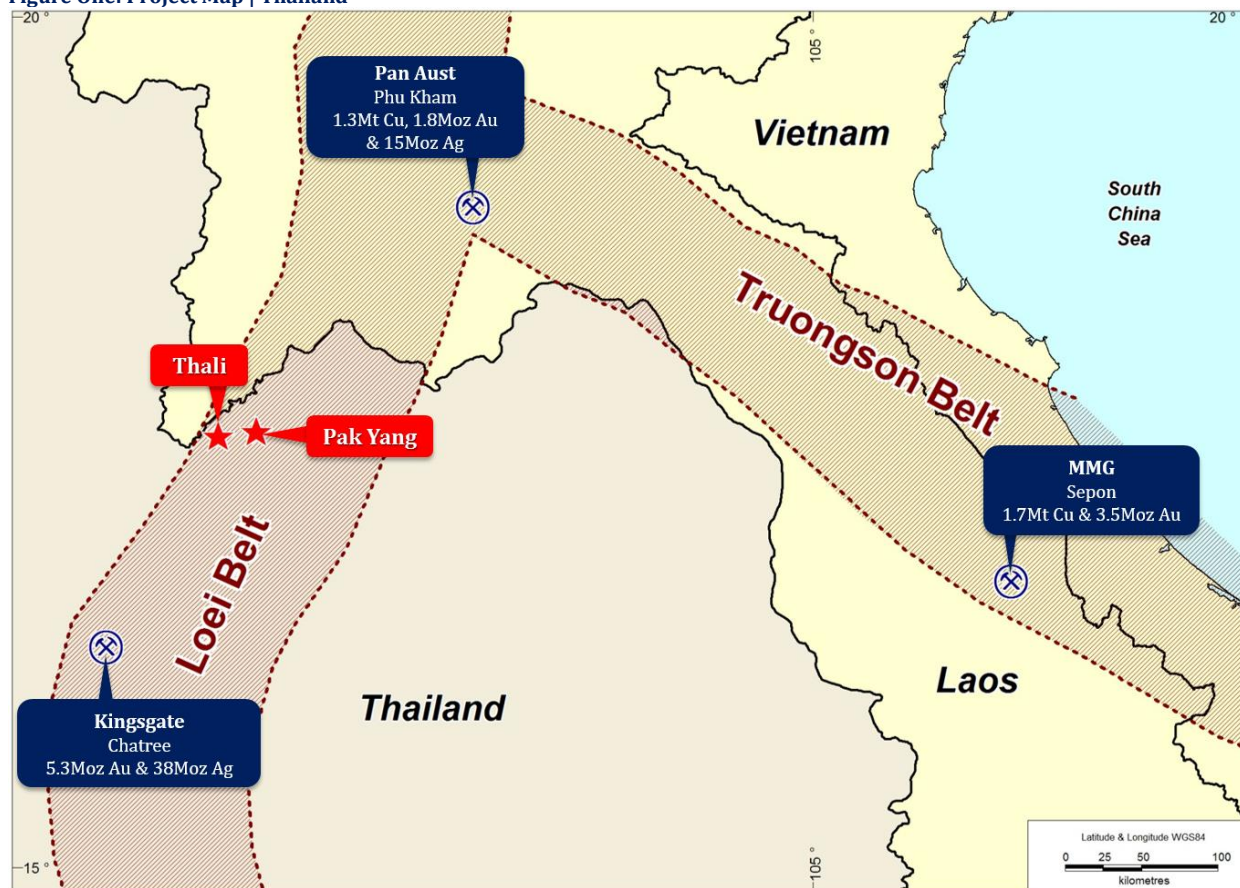 Figure One: Project Map | Thailand
20 °
105 °
20 °
Pan Aust
Phu Kham
1.3Mt Cu, 1.8Moz Au
& 15Moz Ag
Vietnam
South
China
Sea
Truongson Belt
Thali
Pak Yang
MMG
Sepon
1.7Mt Cu & 3.5Moz Au
Loei Belt
Laos
Thailand
Kingsgate
Chatree
5.3Moz Au & 38Moz Ag
15 °
105 °
Latitude & Longitude WGS84
0 25 50 100
kilometres